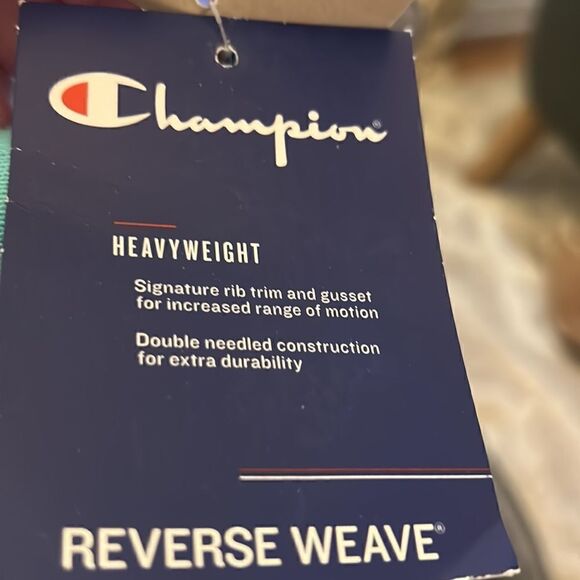 Champion®
HEAVYWEIGHT
Signature rib trim and gusset
for increased range of motion
Double needled construction
for extra durability
REVERSE WEAVE®